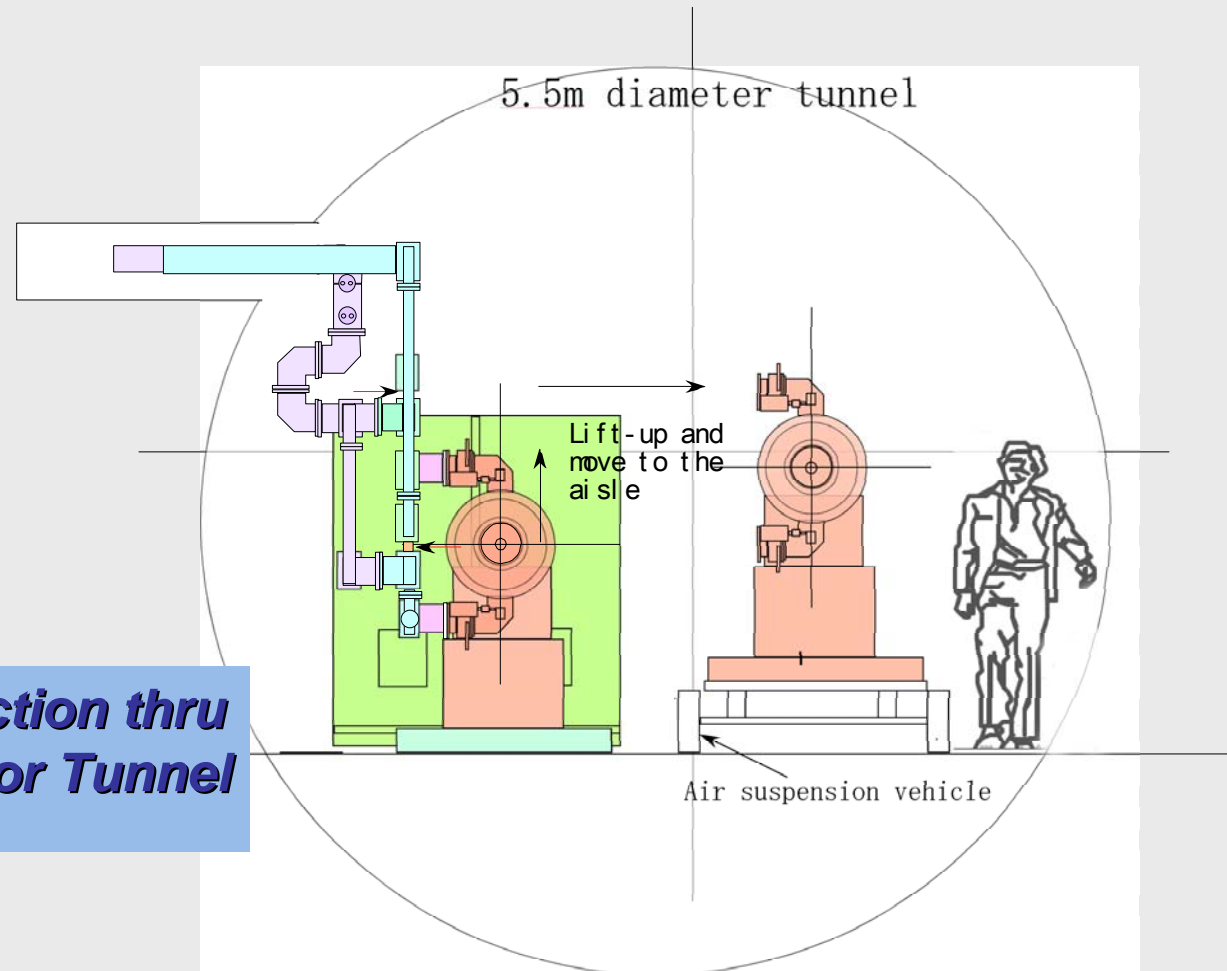 5.5m diameter tunnel
Lift-up and
move to the
aisle
ction thru
or Tunnel
Air suspension vehicle